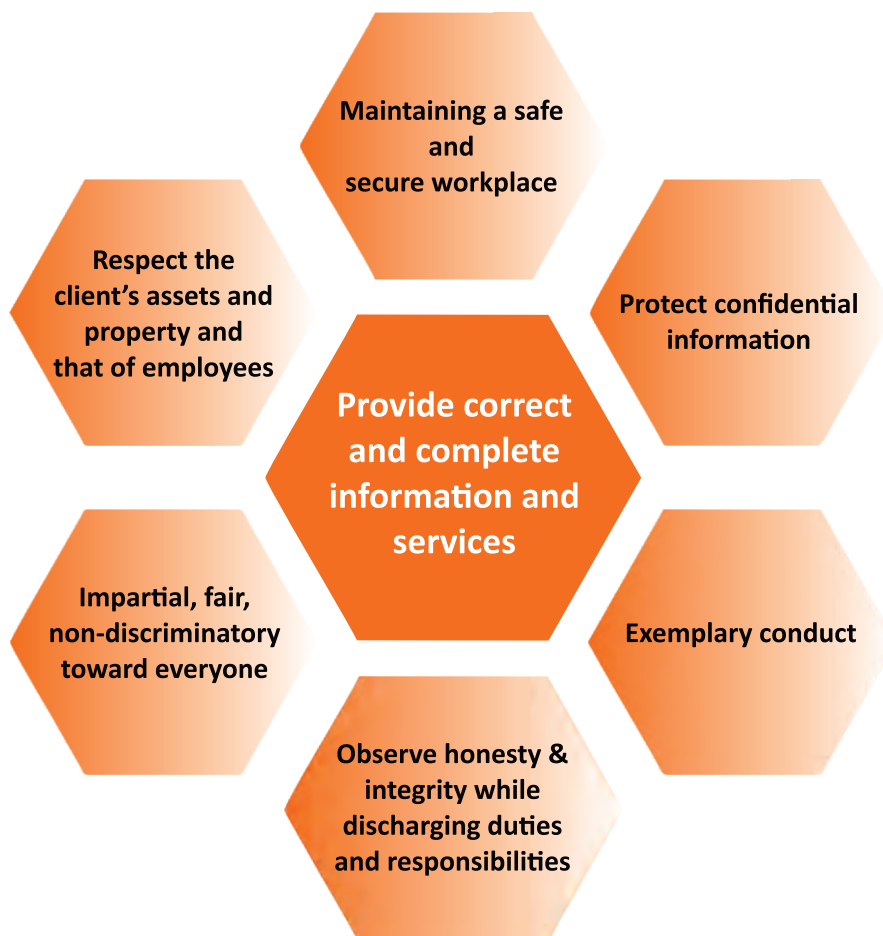 Maintaining a safe
and
secure workplace
Respect the
client’s assets and
property and
that of employees
Protect confidential
information
Provide correct
and complete
information and
services
Impartial, fair,
non-discriminatory
toward everyone
Exemplary conduct
Observe honesty &
integrity while
discharging duties
and responsibilities